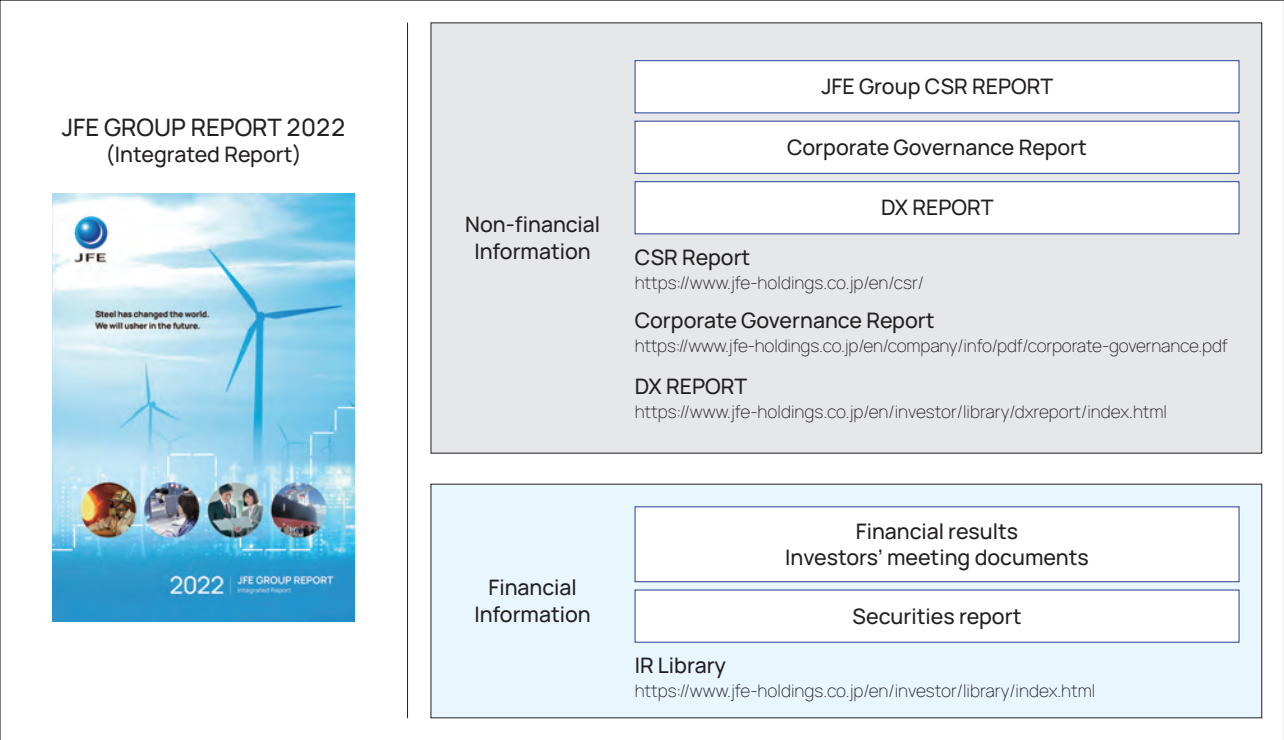 JFE GROUP REPORT 2022
(Integrated Report)
JFE
Steel has changed the world.
We will usher in the future.
2022 JFE GROUP REPORT
Integrated Report
Non-financial
Information
JFE Group CSR REPORT
Corporate Governance Report
DX REPORT
CSR Report
https://www.jfe-holdings.co.jp/en/csr/
Corporate Governance Report
https://www.jfe-holdings.co.jp/en/company/info/pdf/corporate-governance.pdf
DX REPORT
https://www.jfe-holdings.co.jp/en/investor/library/dxreport/index.html
Financial
Information
Financial results
Investors’ meeting documents
Securities report
IR Library
https://www.jfe-holdings.co.jp/en/investor/library/index.html